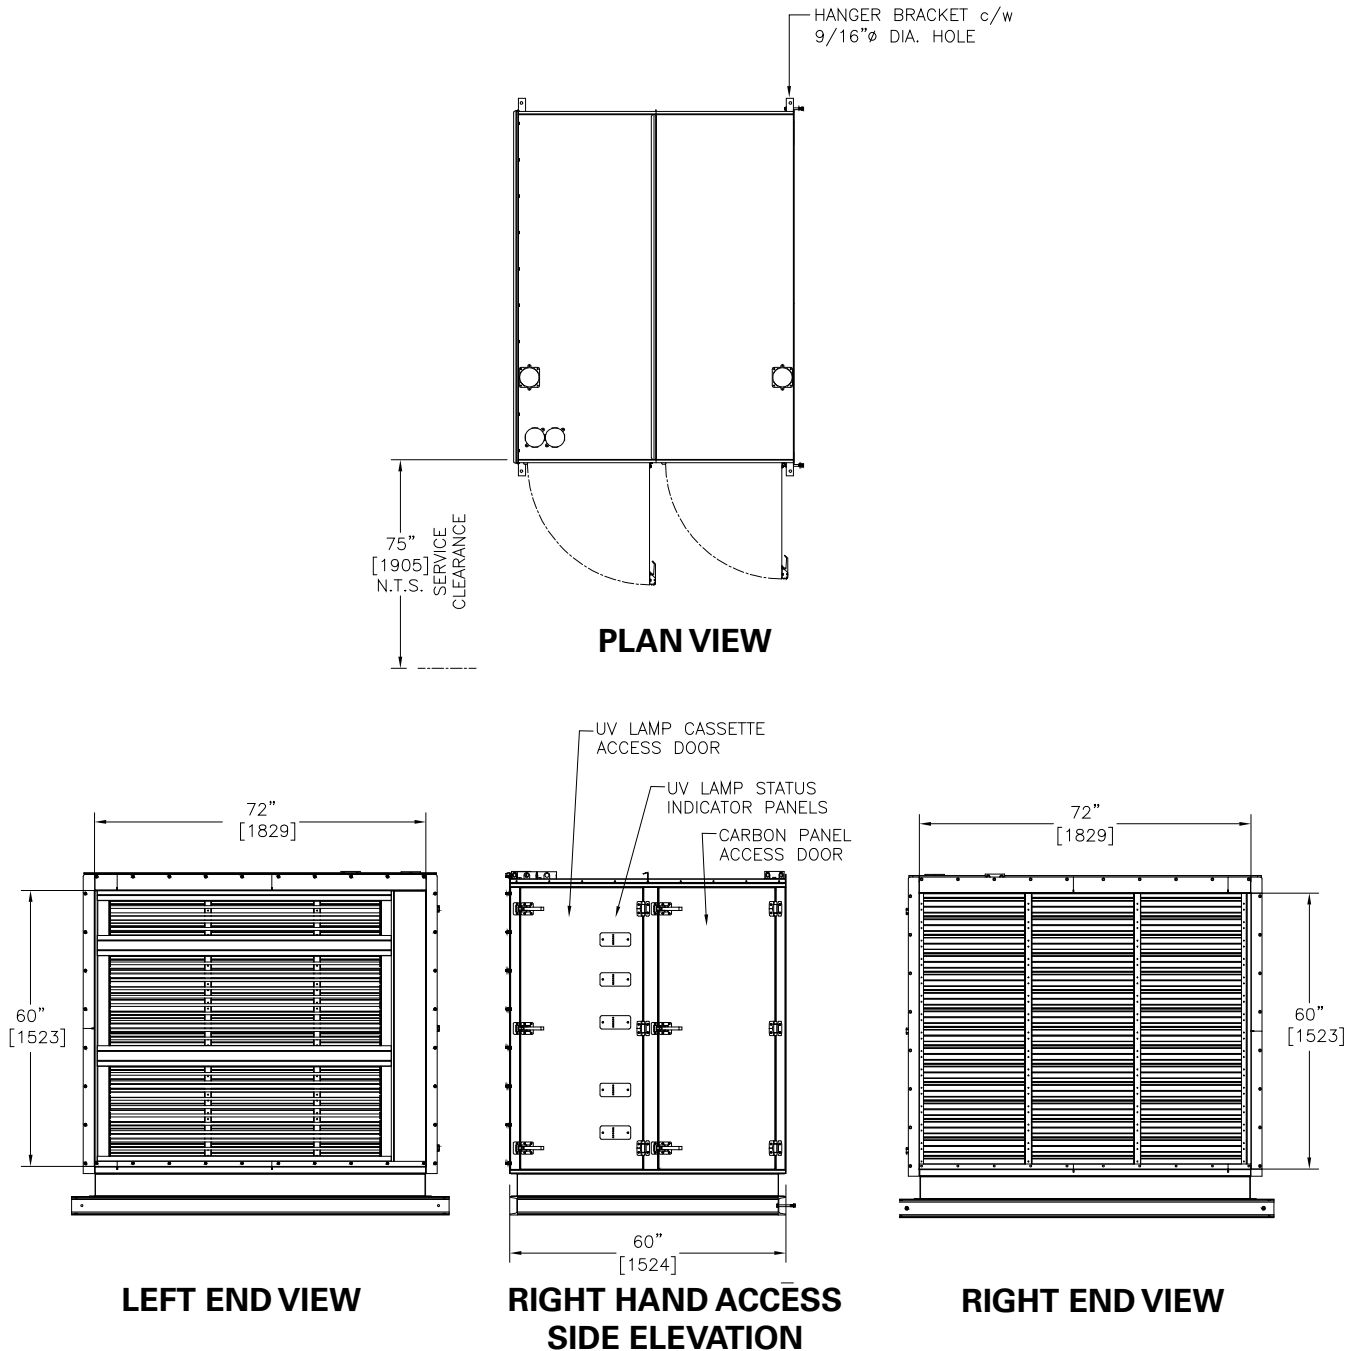 HANGER BRACKET c/w
9/16"ø DIA. HOLE
75"
[1905]
N.T.S.
SERVICE
CLEARANCE
PLAN VIEW
UV LAMP CASSETTE
ACCESS DOOR
UV LAMP STATUS
INDICATOR PANELS
CARBON PANEL
ACCESS DOOR
72"
[1829]
60"
[1523]
72"
[1829]
60"
[1523]
60"
[1524]
LEFT END VIEW
RIGHT HAND ACCESS
SIDE ELEVATION
RIGHT END VIEW